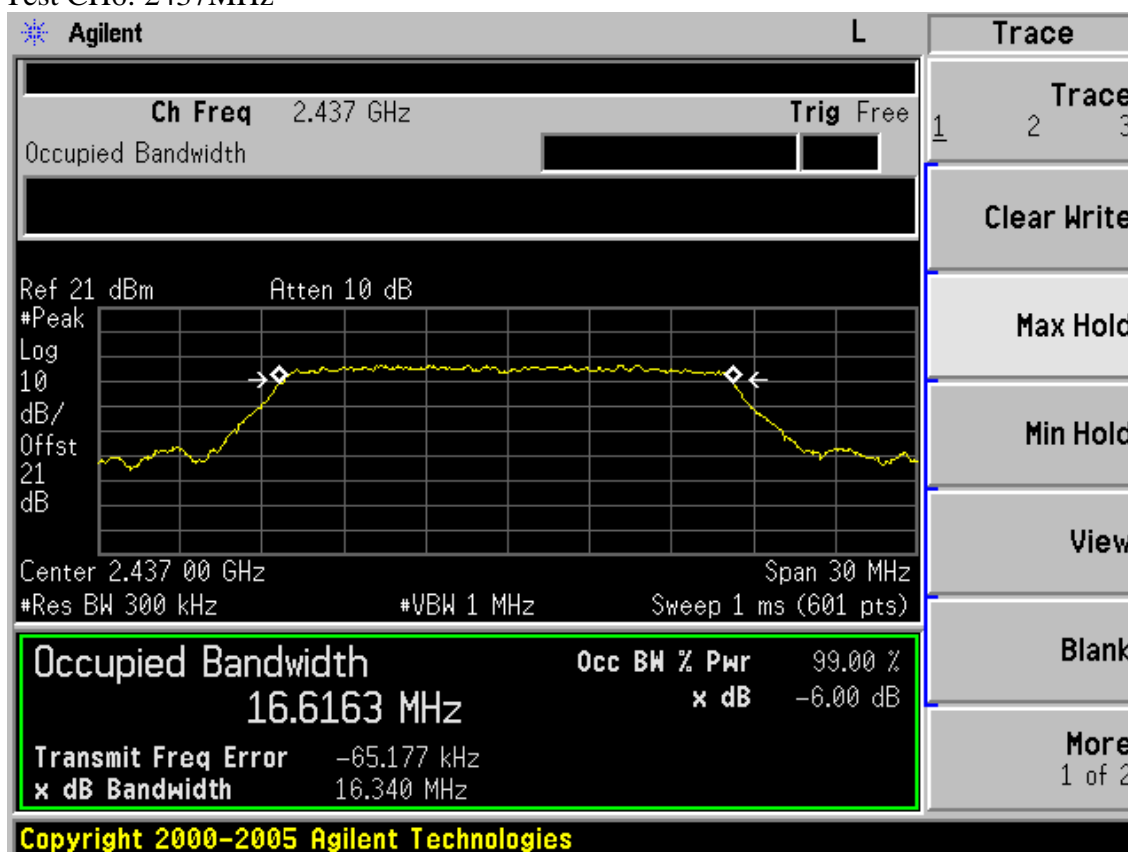 Test CH6: 2437MHz
Agilent L Trace
Ch Freq 2.437 GHz Trig Free
Occupied Bandwidth
Trace
1 2 3
Clear Write
Ref 21 dBm Atten 10 dB
#Peak
Log
10
dB/
Offst
21
dB
Max Hold
Min Hold
View
Center 2.437 00 GHz Span 30 MHz
#Res BW 300 kHz #VBW 1 MHz Sweep 1 ms (601 pts)
Occupied Bandwidth Occ BW % Pwr 99.00 %
16.6163 MHz x dB -6.00 dB
Transmit Freq Error -65.177 kHz
x dB Bandwidth 16.340 MHz
Blank
More
1 of 2
Copyright 2000-2005 Agilent Technologies